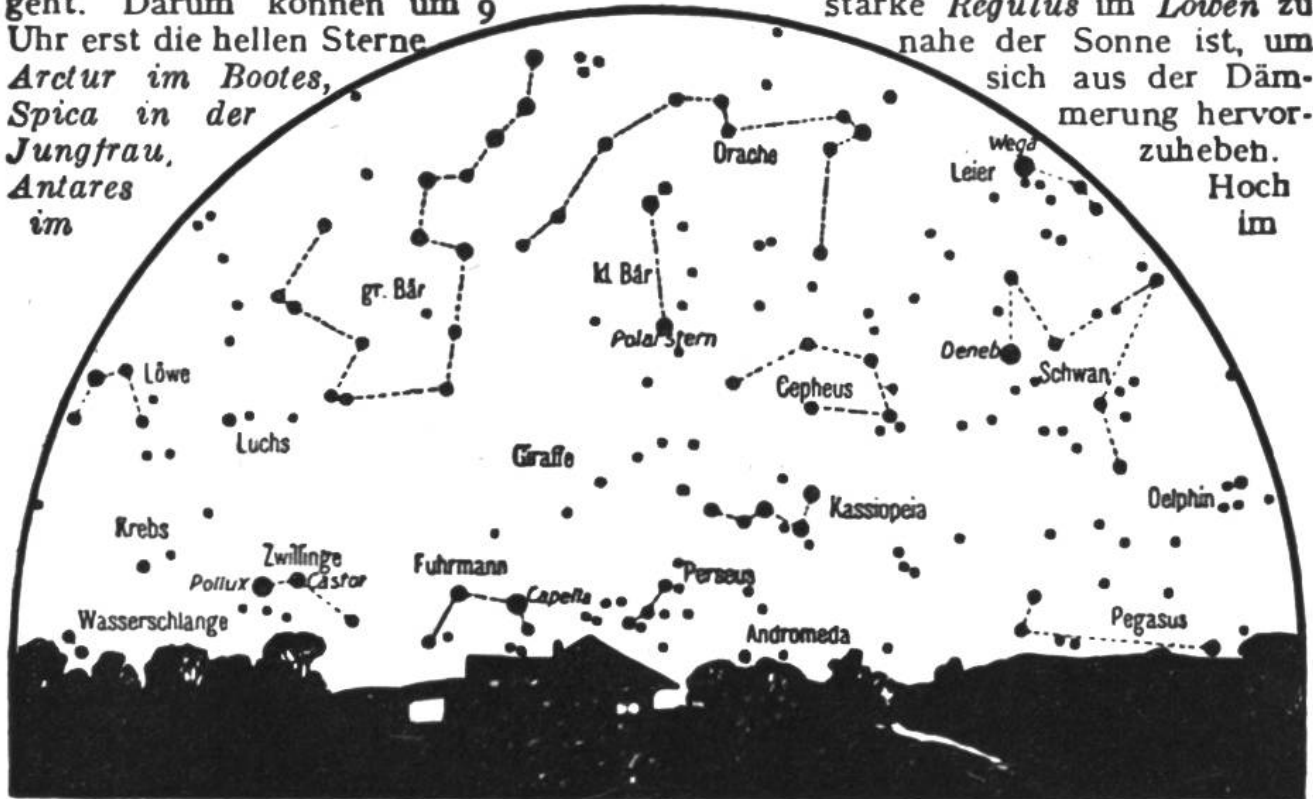 geht. Darum können um 9
Uhr erst die hellen Sterne
Arctur im Bootes,
Spica in der
Jungfrau,
Antares
im
starke Regulus im Löwen zu
nahe der Sonne ist, um
sich aus der Däm-
merung hervor-
zuheben.
Hoch
im
Drache
Wega
Leier
gr. Bär
kl. Bär
Polarstern
Deneb
Schwan
Löwe
Cepheus
Luchs
Giraffe
Kassiopeia
Delphin
Krebs
Zwillinge
Pollux
Castor
Fuhrmann
Capella
Perseus
Wasserschlange
Andromeda
Pegasus